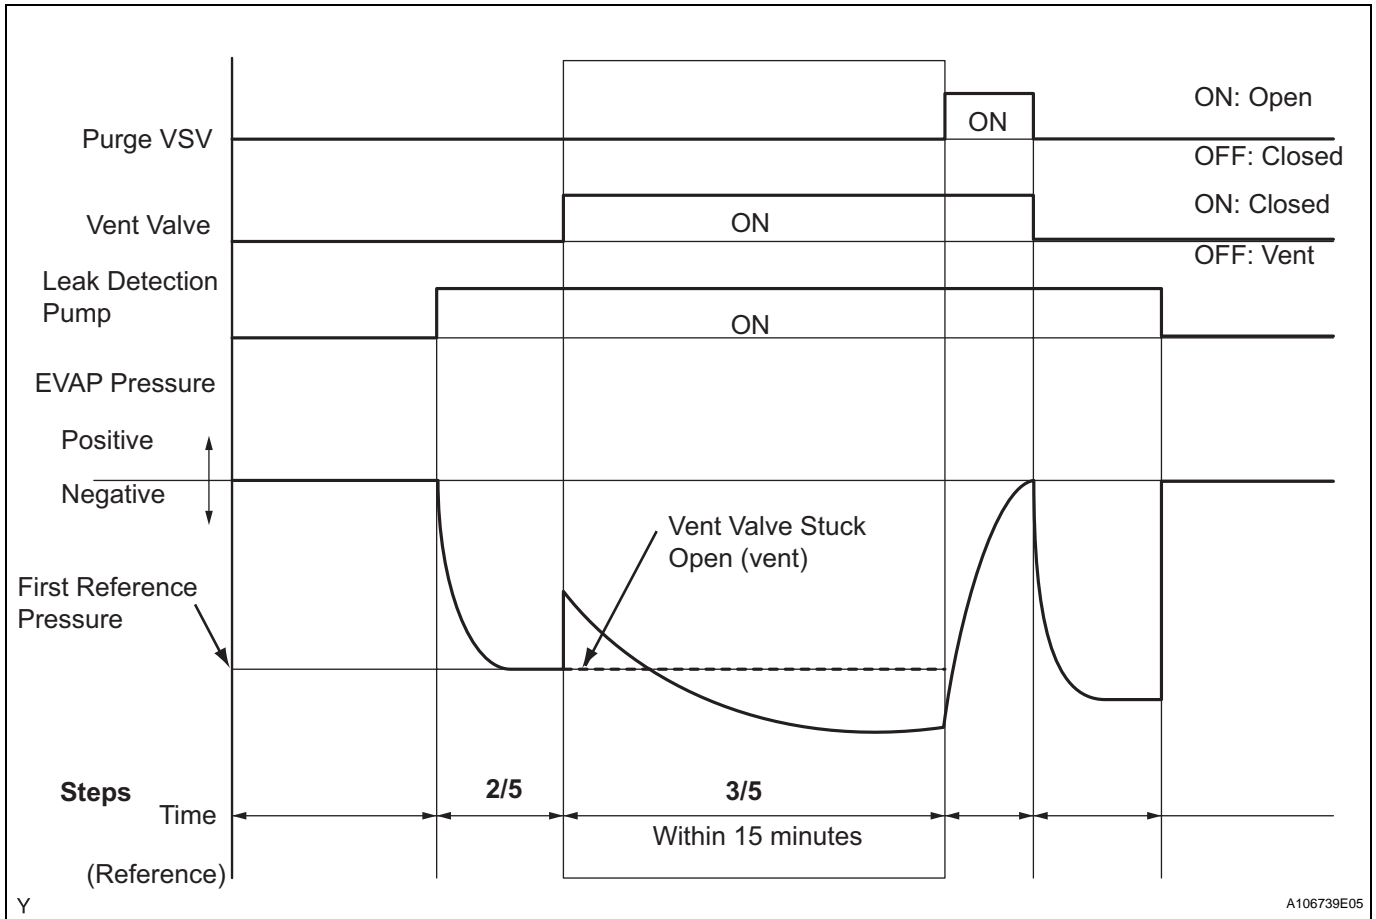 Purge VSV
ON
ON: Open
OFF: Closed
Vent Valve
ON
ON: Closed
OFF: Vent
Leak Detection
Pump
ON
EVAP Pressure
Positive
Negative
Vent Valve Stuck
Open (vent)
First Reference
Pressure
Steps
2/5
3/5
Time
Within 15 minutes
(Reference)
Y
A106739E05